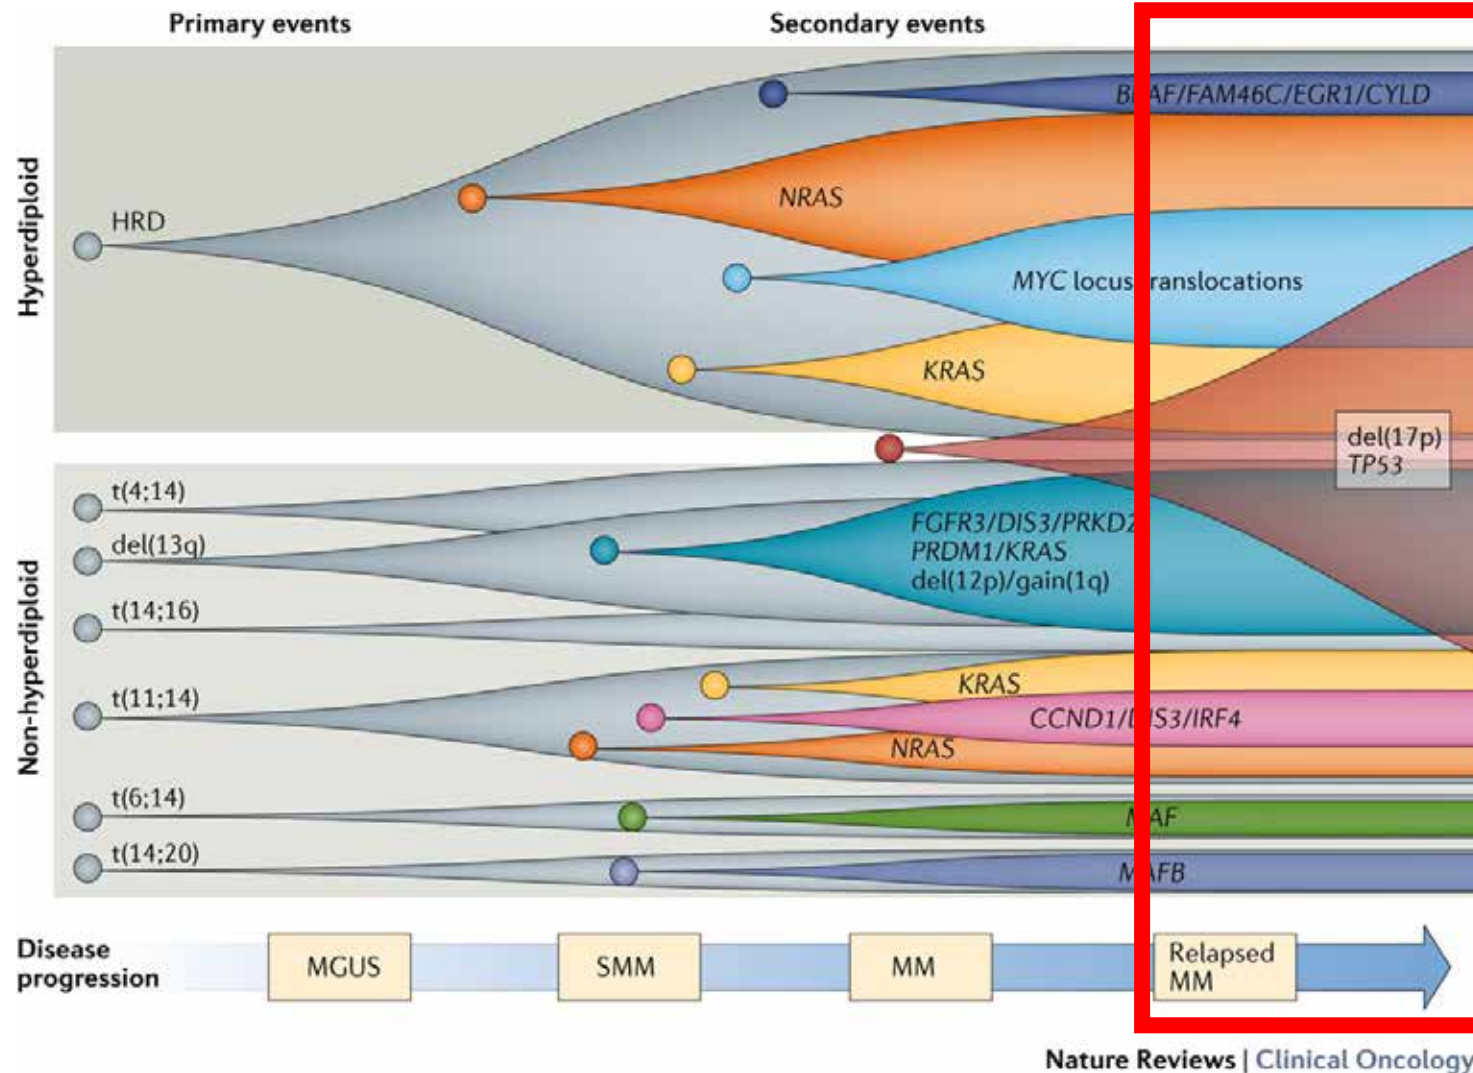 Primary events
Secondary events
Hyperdiploid
HRD
BRAF/FAM46C/EGR1/CYLD
NRAS
MYC locus translocations
KRAS
del(17p)
TP53
Non-hyperdiploid
t(4;14)
del(13q)
t(14;16)
t(11;14)
t(6;14)
t(14;20)
FGFR3/DIS3/PRKD2
PRDM1/KRAS
del(12p)/gain(1q)
KRAS
CCND1/DIS3/IRF4
NRAS
MAF
MAFB
Disease
progression
MGUS
SMM
MM
Relapsed
MM
Nature Reviews | Clinical Oncology